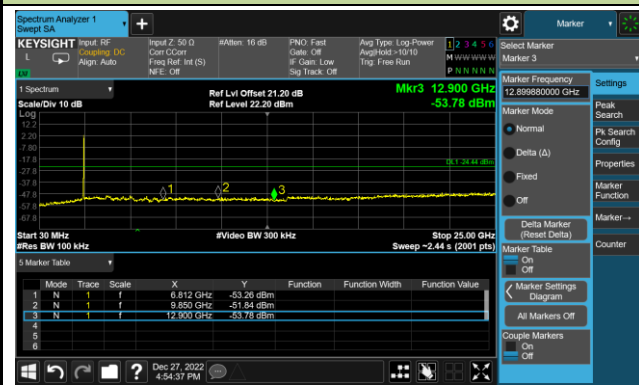 Spectrum Analyzer 1
Swept SA
Marker
KEYSIGHT
L
Input: RF
Coupling: DC
Align: Auto
Input Z: 50 Ω
Corr CCorr
Freq Ref: Int (S)
NFE: Off
#Atten: 16 dB
PNO: Fast
Gate: Off
IF Gain: Low
Sig Track: Off
Avg Type: Log-Power
Avg|Hold:>10/10
Trig: Free Run
1 2 3 4 5 6
M W W W W W
P N N N N N
Select Marker
Marker 3
1 Spectrum
Scale/Div 10 dB
Ref Lvl Offset 21.20 dB
Ref Level 22.20 dBm
Mkr3 12.900 GHz
-53.78 dBm
Log
12.2
2.20
-7.80
-17.8
-27.8
-37.8
-47.8
-57.8
-67.8
DL1 -24.44 dBm
1
2
3
Start 30 MHz
#Res BW 100 kHz
#Video BW 300 kHz
Stop 25.00 GHz
Sweep ~2.44 s (2001 pts)
5 Marker Table
Mode Trace Scale X Y Function Function Width Function Value
1 N 1 f 6.812 GHz -53.26 dBm
2 N 1 f 9.850 GHz -51.84 dBm
3 N 1 f 12.900 GHz -53.78 dBm
4
5
6
Marker Frequency
12.899880000 GHz
Marker Mode
Normal
Delta (Δ)
Fixed
Off
Delta Marker
(Reset Delta)
Marker Table
On
Off
Marker Settings
Diagram
All Markers Off
Couple Markers
On
Off
Settings
Peak
Search
Pk Search
Config
Properties
Marker
Function
Marker→
Counter
Dec 27, 2022
4:54:37 PM